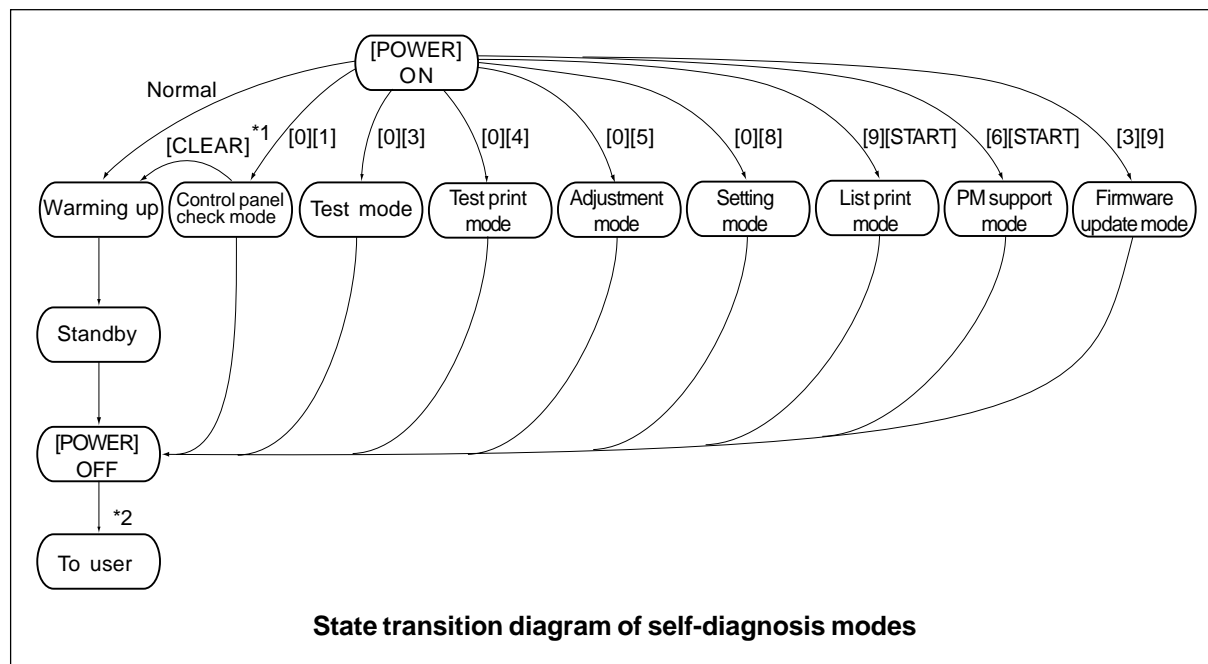 [POWER]
ON
Normal
[CLEAR]*1
[0][1]
[0][3]
[0][4]
[0][5]
[0][8]
[9][START]
[6][START]
[3][9]
Warming up
Control panel
check mode
Test mode
Test print
mode
Adjustment
mode
Setting
mode
List print
mode
PM support
mode
Firmware
update mode
Standby
[POWER]
OFF
*2
To user
State transition diagram of self-diagnosis modes